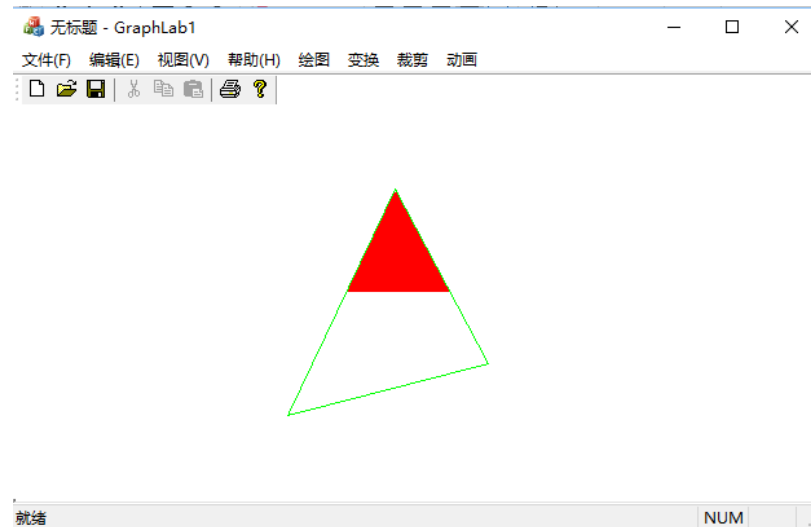 无标题 - GraphLab1
文件(F) 编辑(E) 视图(V) 帮助(H) 绘图 变换 裁剪 动画
就绪 NUM